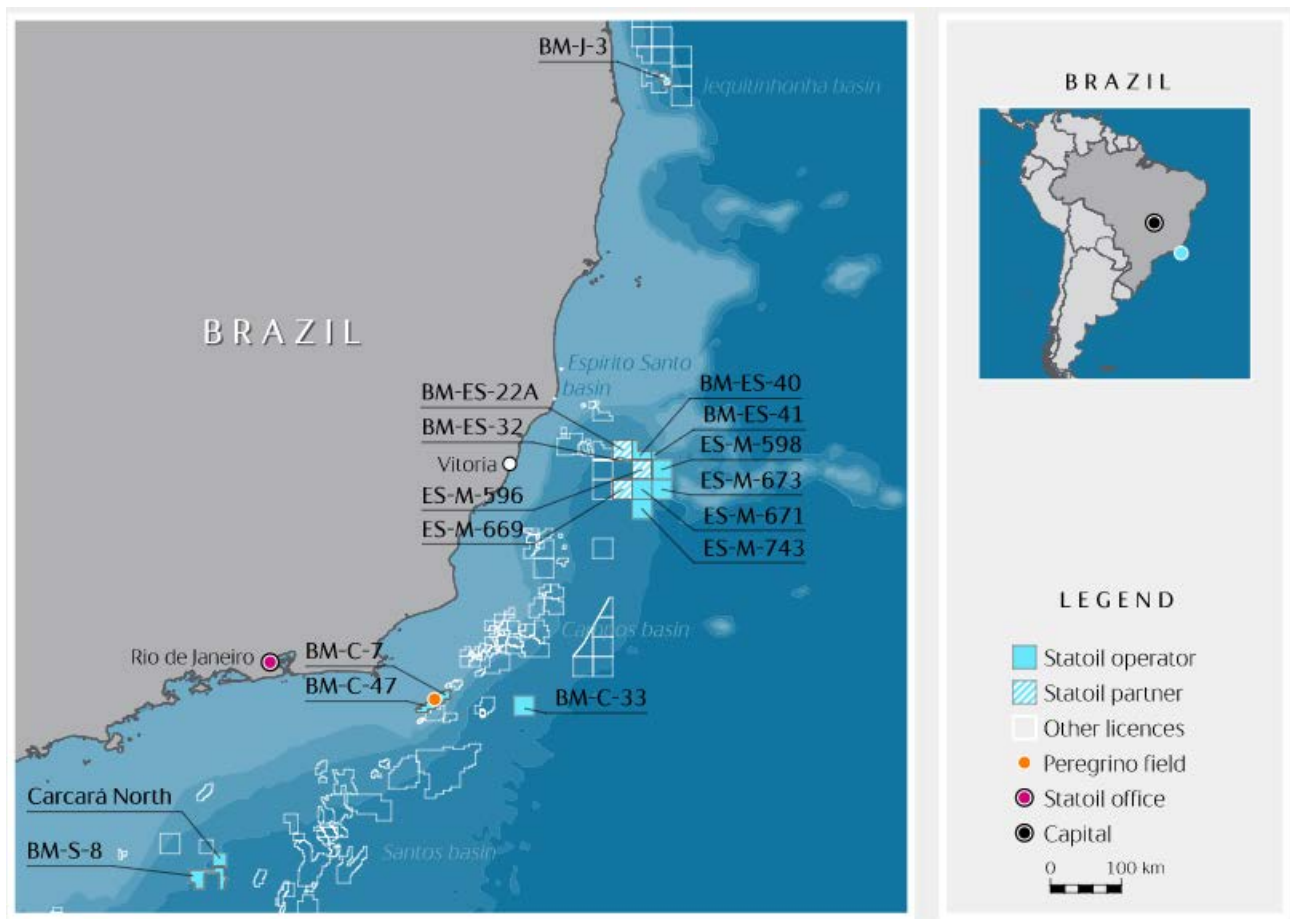 BM-J-3
Jequitinhonha basin
BRAZIL
Espírito Santo
basin
BM-ES-22A
BM-ES-40
BM-ES-32
BM-ES-41
Vitoria
ES-M-598
ES-M-596
ES-M-673
ES-M-669
ES-M-671
ES-M-743
Campos basin
Rio de Janeiro
BM-C-7
BM-C-47
BM-C-33
Carcará North
BM-S-8
Santos basin
BRAZIL
LEGEND
Statoil operator
Statoil partner
Other licences
Peregrino field
Statoil office
Capital
0 100 km